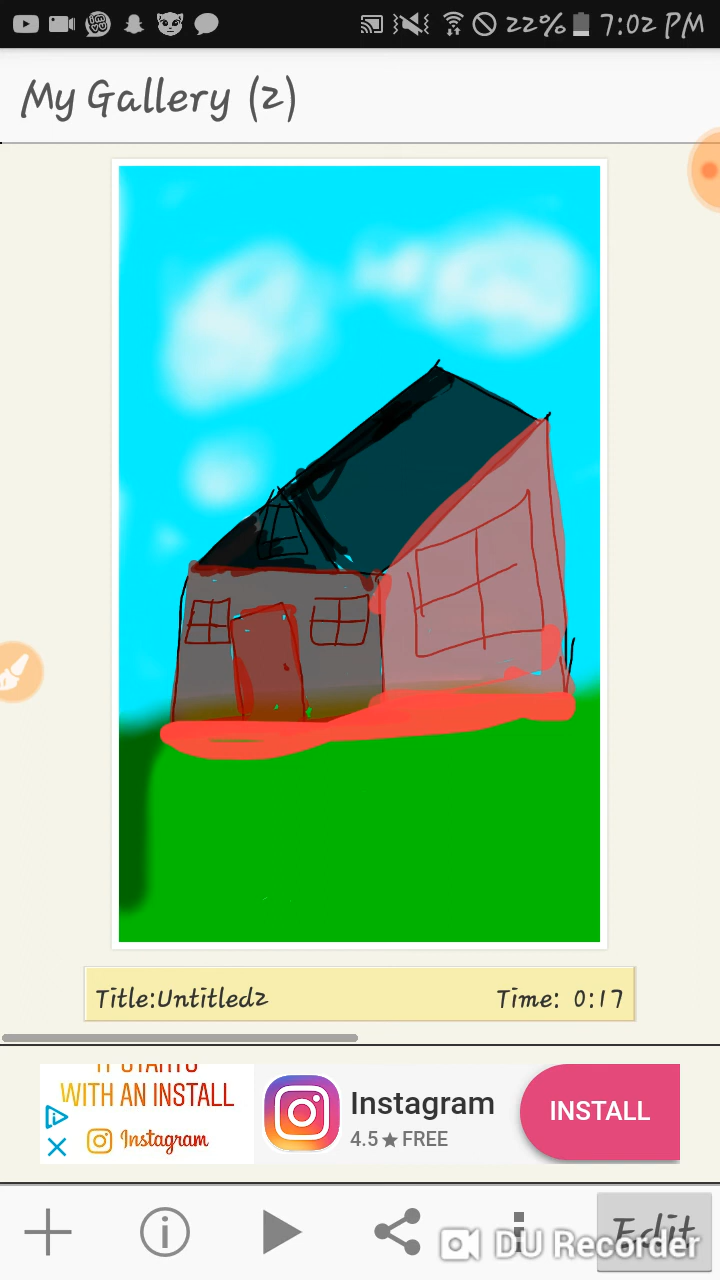 22% 7:02 PM
My Gallery (2)
Title:Untitled2 Time: 0:17
WITH AN INSTALL
Instagram
Instagram
4.5★FREE
INSTALL
Edit
DU Recorder